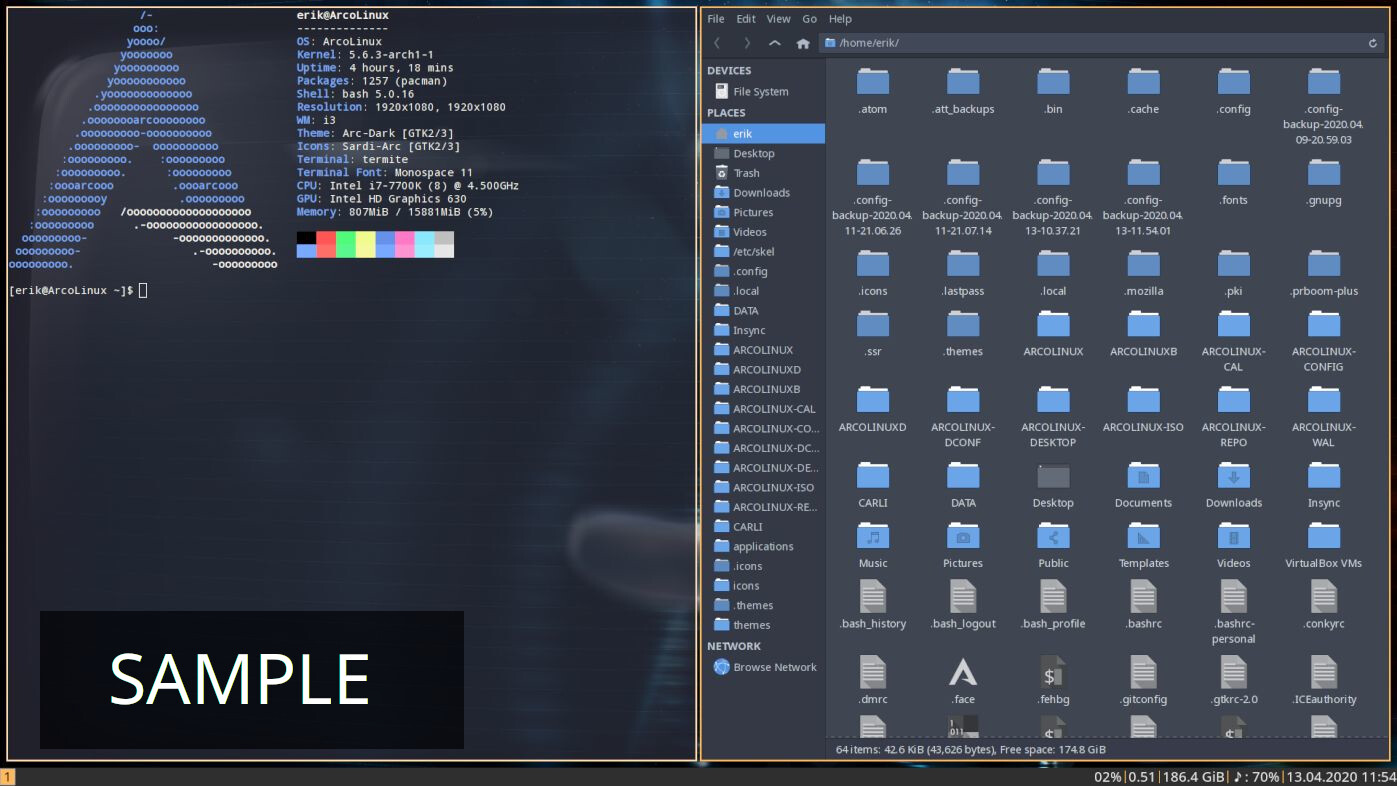 /-
ooo:
yoooo/
yooooooo
yooooooooo
yooooooooooo
.yooooooooooooo
.oooooooooooooooo
.oooooooarcoooooooo
.ooooooooo-oooooooooo
.ooooooooo-  oooooooooo
:ooooooooo.    :ooooooooo
:ooooooooo.      :ooooooooo
:oooarcooo         .oooarcooo
:ooooooooy           .ooooooooo
:ooooooooo   /ooooooooooooooooooo
:ooooooooo      .-ooooooooooooooooo.
ooooooooo-             -ooooooooooooo.
ooooooooo-                .-ooooooooooo.
ooooooooo.                     -ooooooooo
erik@ArcoLinux
--------------
OS: ArcoLinux
Kernel: 5.6.3-arch1-1
Uptime: 4 hours, 18 mins
Packages: 1257 (pacman)
Shell: bash 5.0.16
Resolution: 1920x1080, 1920x1080
WM: i3
Theme: Arc-Dark [GTK2/3]
Icons: Sardi-Arc [GTK2/3]
Terminal: termite
Terminal Font: Monospace 11
CPU: Intel i7-7700K (8) @ 4.500GHz
GPU: Intel HD Graphics 630
Memory: 807MiB / 15881MiB (5%)
[erik@ArcoLinux ~]$
SAMPLE
File Edit View Go Help
/home/erik/
DEVICES
File System
PLACES
erik
Desktop
Trash
Downloads
Pictures
Videos
/etc/skel
.config
.local
DATA
Insync
ARCOLINUX
ARCOLINUXD
ARCOLINUXB
ARCOLINUX-CAL
ARCOLINUX-CO...
ARCOLINUX-DC...
ARCOLINUX-DE...
ARCOLINUX-ISO
ARCOLINUX-RE...
CARLI
applications
.icons
icons
.themes
themes
NETWORK
Browse Network
.atom .att_backups .bin .cache .config .config-
backup-2020.04.
09-20.59.03
.config- .config- .config- .config- .fonts .gnupg
backup-2020.04. backup-2020.04. backup-2020.04. backup-2020.04.
11-21.06.26 11-21.07.14 13-10.37.21 13-11.54.01
.icons .lastpass .local .mozilla .pki .prboom-plus
.ssr .themes ARCOLINUX ARCOLINUXB ARCOLINUX- ARCOLINUX-
CAL CONFIG
ARCOLINUXD ARCOLINUX- ARCOLINUX- ARCOLINUX-ISO ARCOLINUX- ARCOLINUX-
DCONF DESKTOP REPO WAL
CARLI DATA Desktop Documents Downloads Insync
Music Pictures Public Templates Videos VirtualBox VMs
.bash_history .bash_logout .bash_profile .bashrc .bashrc- .conkyrc
personal
.dmrc .face .fehbg .gitconfig .gtkrc-2.0 .ICEauthority
64 items: 42.6 KiB (43,626 bytes), Free space: 174.8 GiB
1
02%|0.51|186.4 GiB|♪: 70%|13.04.2020 11:54